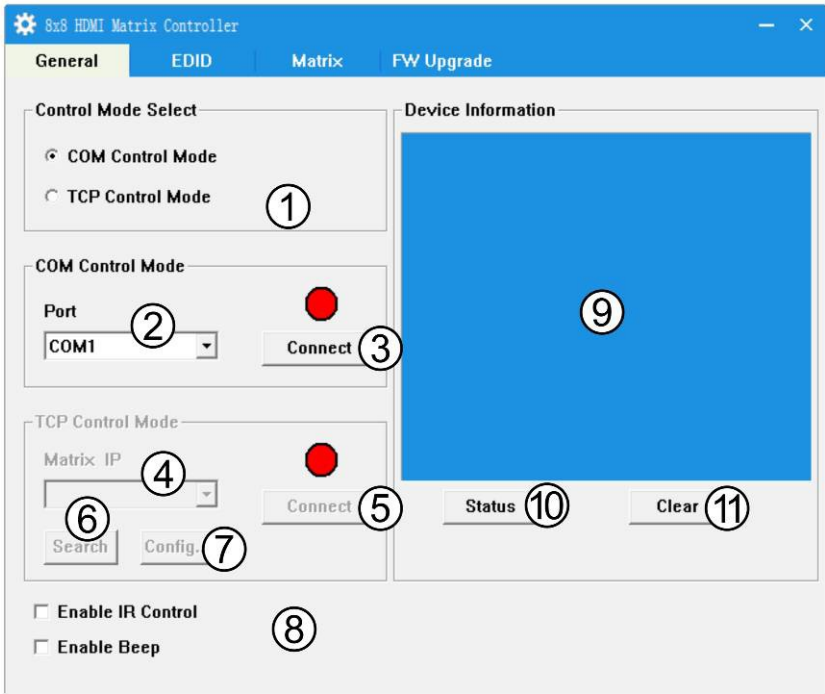 8x8 HDMI Matrix Controller
General EDID Matrix FW Upgrade
Control Mode Select
COM Control Mode
TCP Control Mode
1
COM Control Mode
Port
2
COM1
Connect 3
TCP Control Mode
Matrix IP
4
Connect 5
6
Search Config. 7
Enable IR Control
Enable Beep
8
Device Information
9
Status 10 Clear 11